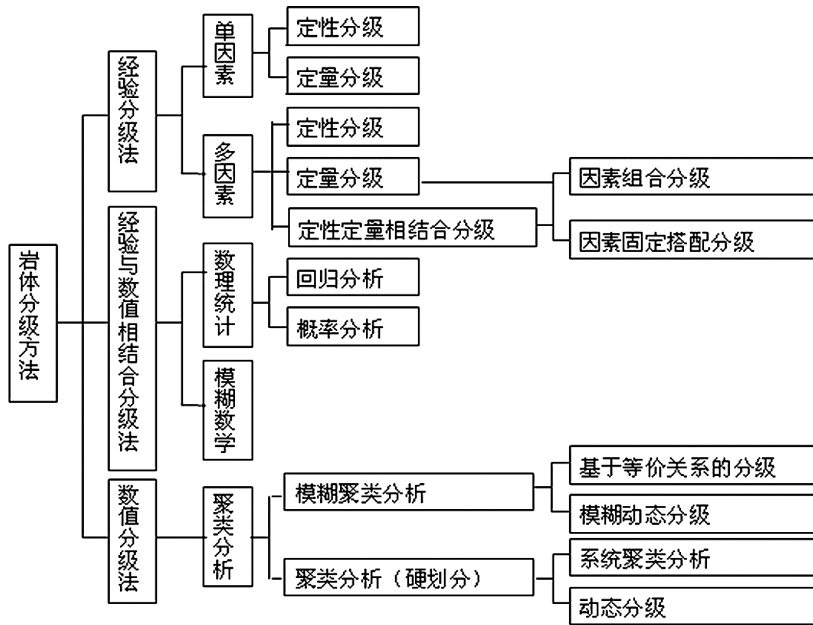 岩体分级方法
经验分级法
单因素
定性分级
定量分级
多因素
定性分级
定量分级
定性定量相结合分级
因素组合分级
因素固定搭配分级
经验与数值相结合分级法
数理统计
回归分析
概率分析
模糊数学
数值分级法
聚类分析
模糊聚类分析
基于等价关系的分级
模糊动态分级
聚类分析（硬划分）
系统聚类分析
动态分级